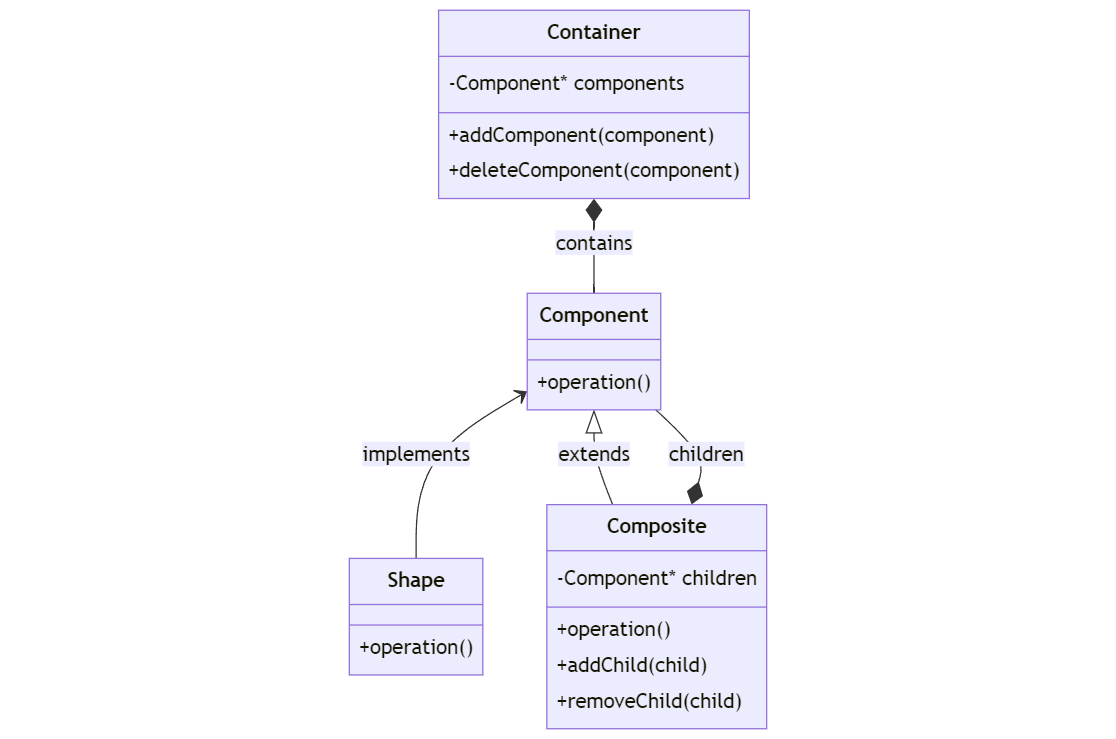 Container
-Component* components
+addComponent(component)
+deleteComponent(component)
contains
Component
+operation()
implements
extends
children
Shape
+operation()
Composite
-Component* children
+operation()
+addChild(child)
+removeChild(child)